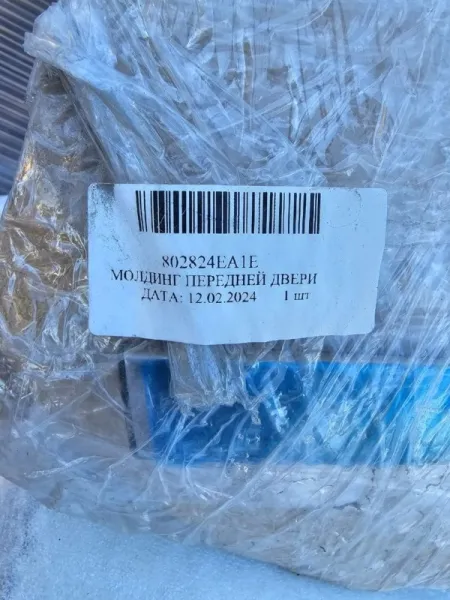 802824EA1E
МОЛДИНГ ПЕРЕДНЕЙ ДВЕРИ
ДАТА: 12.02.2024 1 шт